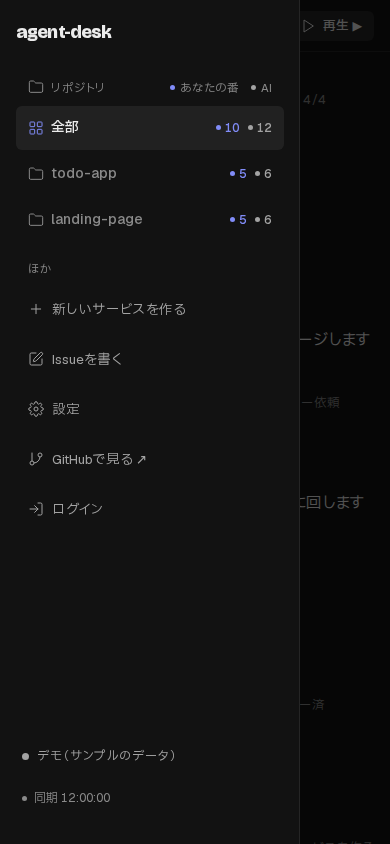 agent-desk
再生 ▶
リポジトリ あなたの番 AI
4/4
全部 10 12
todo-app 5 6
landing-page 5 6
ほか
新しいサービスを作る
ージします
Issueを書く
ー依頼
設定
GitHubで見る ↗
に回します
ログイン
ー済
デモ（サンプルのデータ）
同期 12:00:00